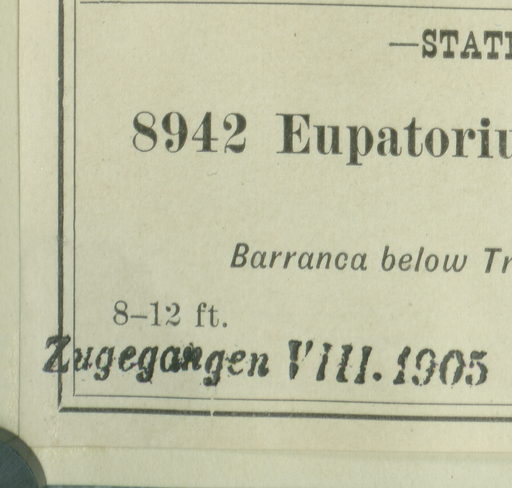 —STAT
8942 Eupatoriu
Barranca below Tr
8–12 ft.
Zugegangen VIII. 1905